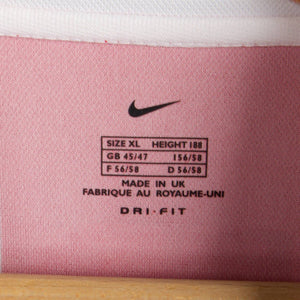 SIZE XL HEIGHT 188
GB 45/47 156/58
F 56/58 D 56/58
MADE IN UK
FABRIQUE AU ROYAUME-UNI
DRI-FIT